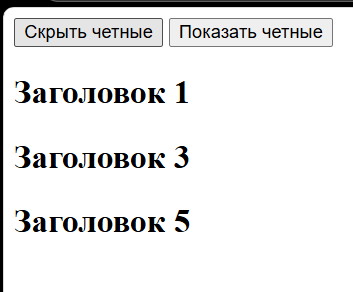 Скрыть четные Показать четные
Заголовок 1
Заголовок 3
Заголовок 5